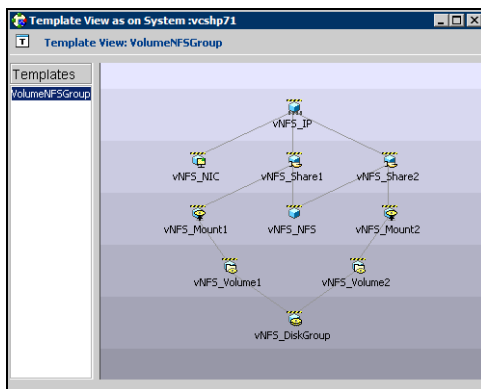 Template View as on System :vcshp71
T Template View: VolumeNFSGroup
Templates
VolumeNFSGroup
vNFS_IP
vNFS_NIC vNFS_Share1 vNFS_Share2
vNFS_Mount1 vNFS_NFS vNFS_Mount2
vNFS_Volume1 vNFS_Volume2
vNFS_DiskGroup